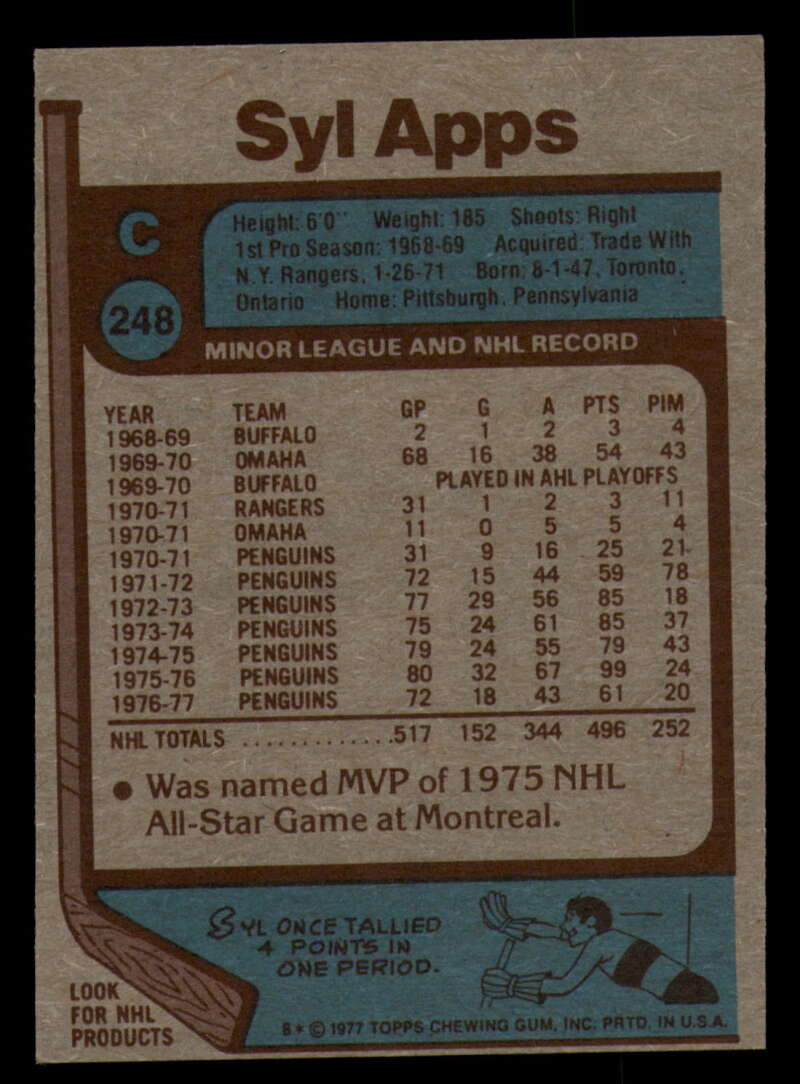 Syl Apps
C
248
Height: 6'0" Weight: 185 Shoots: Right
1st Pro Season: 1968-69 Acquired: Trade With
N.Y. Rangers, 1-26-71 Born: 8-1-47, Toronto,
Ontario Home: Pittsburgh, Pennsylvania
MINOR LEAGUE AND NHL RECORD
YEAR TEAM GP G A PTS PIM
1968-69 BUFFALO 2 1 2 3 4
1969-70 OMAHA 68 16 38 54 43
1969-70 BUFFALO PLAYED IN AHL PLAYOFFS
1970-71 RANGERS 31 1 2 3 11
1970-71 OMAHA 11 0 5 5 4
1970-71 PENGUINS 31 9 16 25 21
1971-72 PENGUINS 72 15 44 59 78
1972-73 PENGUINS 77 29 56 85 18
1973-74 PENGUINS 75 24 61 85 37
1974-75 PENGUINS 79 24 55 79 43
1975-76 PENGUINS 80 32 67 99 24
1976-77 PENGUINS 72 18 43 61 20
NHL TOTALS .............517 152 344 496 252
• Was named MVP of 1975 NHL
All-Star Game at Montreal.
SYL ONCE TALLIED
4 POINTS IN
ONE PERIOD.
LOOK
FOR NHL
PRODUCTS
B* © 1977 TOPPS CHEWING GUM, INC. PRTD. IN U.S.A.